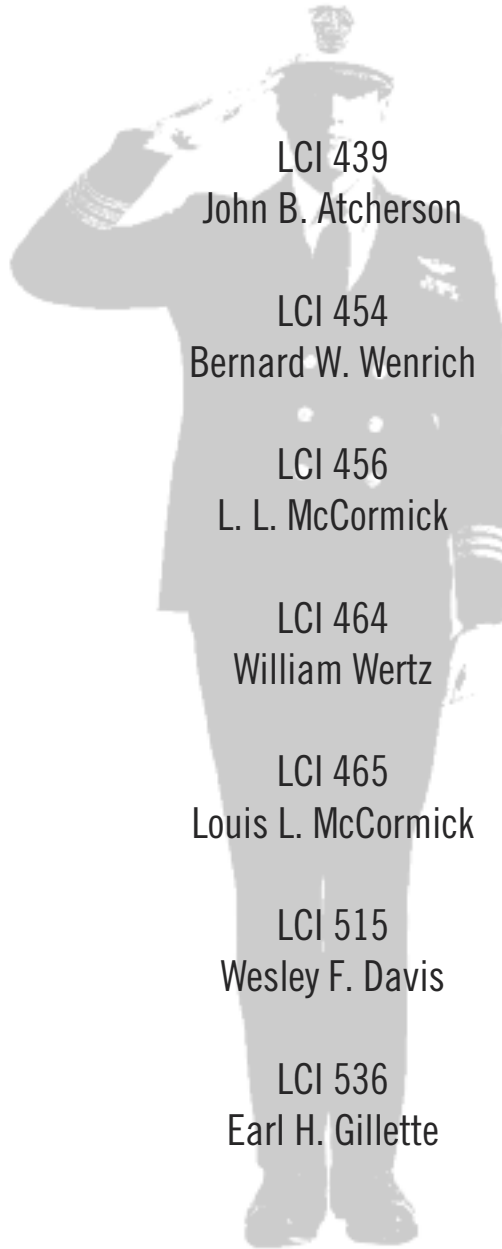 LCI 439
John B. Atcherson
LCI 454
Bernard W. Wenrich
LCI 456
L. L. McCormick
LCI 464
William Wertz
LCI 465
Louis L. McCormick
LCI 515
Wesley F. Davis
LCI 536
Earl H. Gillette